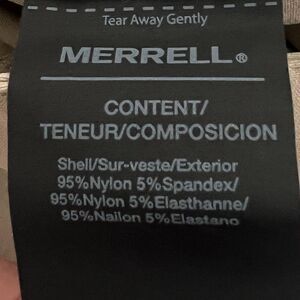 Tear Away Gently
MERRELL®
CONTENT/
TENEUR/COMPOSICION
Shell/Sur-veste/Exterior
95%Nylon 5%Spandex/
95%Nylon 5%Elasthanne/
95%Nailon 5%Elastano